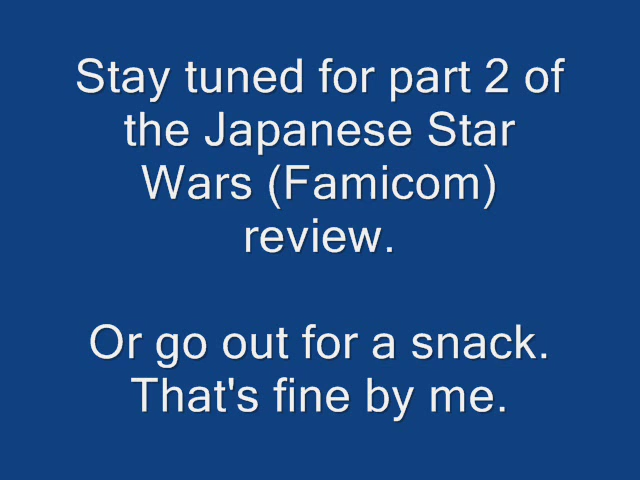 Stay tuned for part 2 of
the Japanese Star
Wars (Famicom)
review.
Or go out for a snack.
That's fine by me.